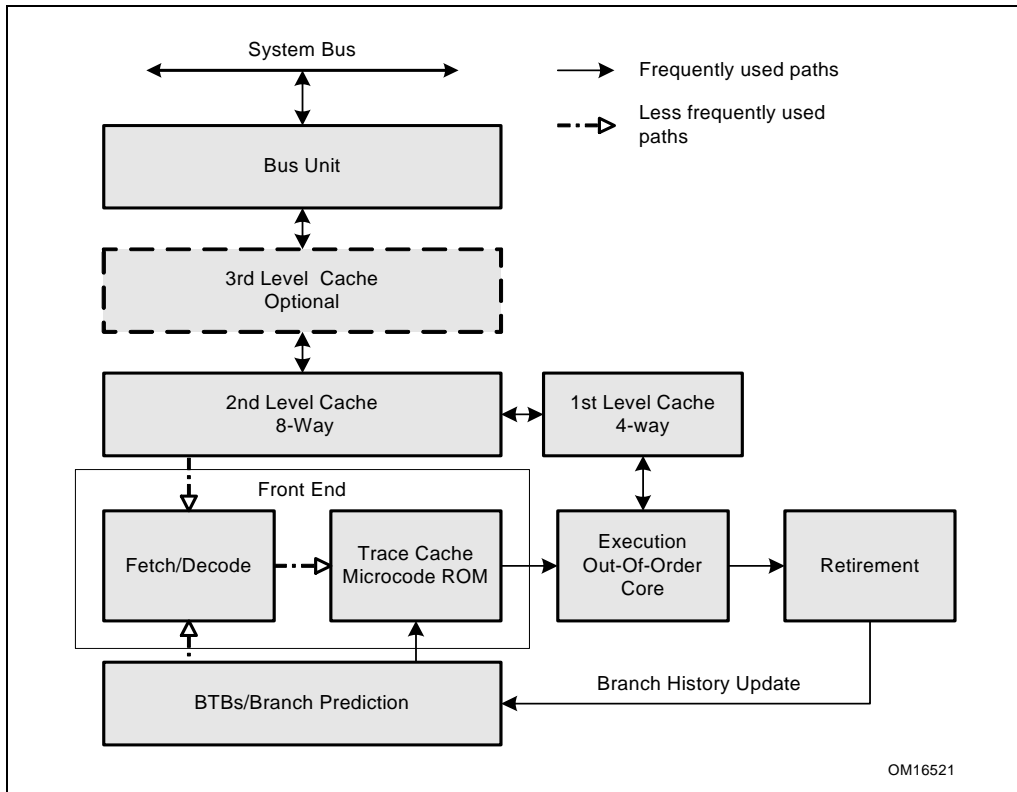 System Bus
Frequently used paths
Less frequently used
paths
Bus Unit
3rd Level Cache
Optional
2nd Level Cache
8-Way
1st Level Cache
4-way
Front End
Fetch/Decode
Trace Cache
Microcode ROM
Execution
Out-Of-Order
Core
Retirement
BTBs/Branch Prediction
Branch History Update
OM16521